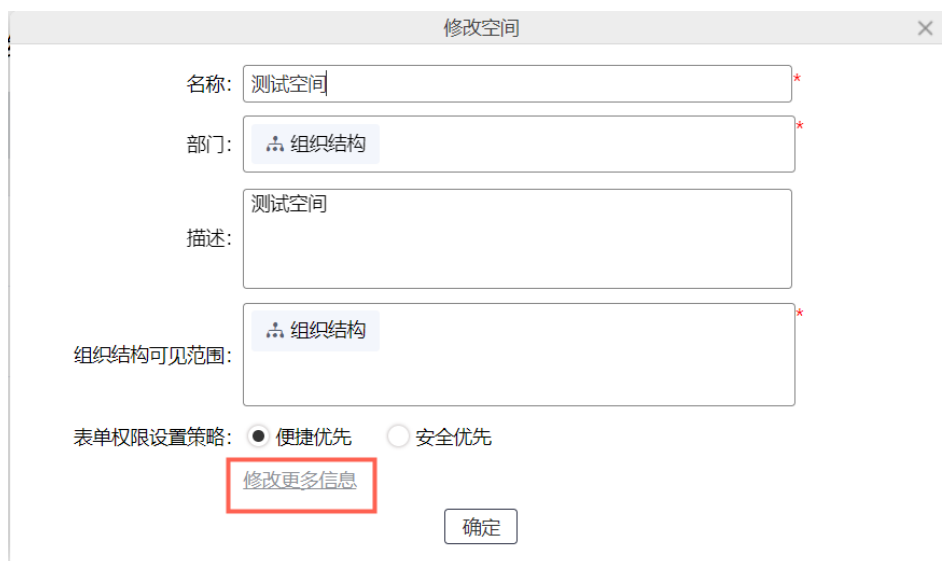 修改空间
名称： 测试空间 *
部门： 组织结构 *
描述： 测试空间
组织结构可见范围： 组织结构 *
表单权限设置策略： 便捷优先 安全优先
修改更多信息
确定